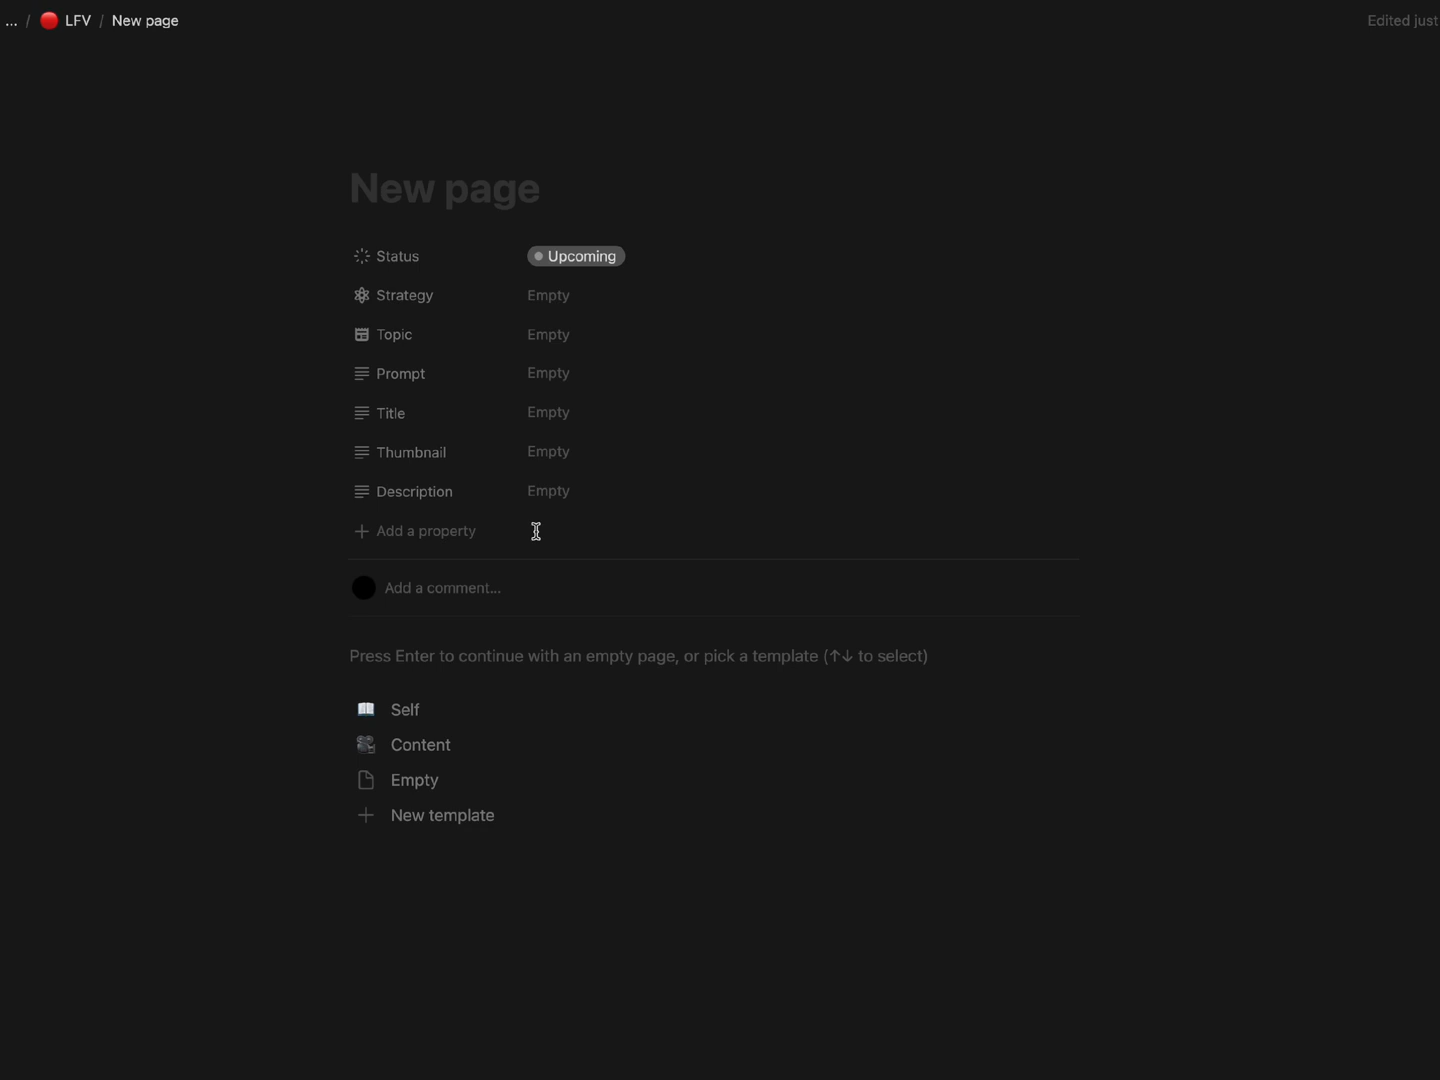 ... / LFV / New page
Edited just
New page
Status Upcoming
Strategy Empty
Topic Empty
Prompt Empty
Title Empty
Thumbnail Empty
Description Empty
Add a property
Add a comment...
Press Enter to continue with an empty page, or pick a template (↑↓ to select)
Self
Content
Empty
New template